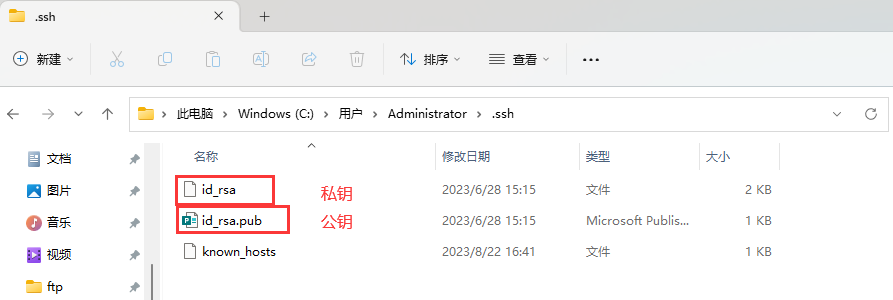 .ssh
新建
排序
查看
此电脑 Windows (C:) 用户 Administrator .ssh
名称 修改日期 类型 大小
文档
图片
音乐
视频
ftp
id_rsa 私钥 2023/6/28 15:15 文件 2 KB
id_rsa.pub 公钥 2023/6/28 15:15 Microsoft Publis... 1 KB
known_hosts 2023/8/22 16:41 文件 1 KB